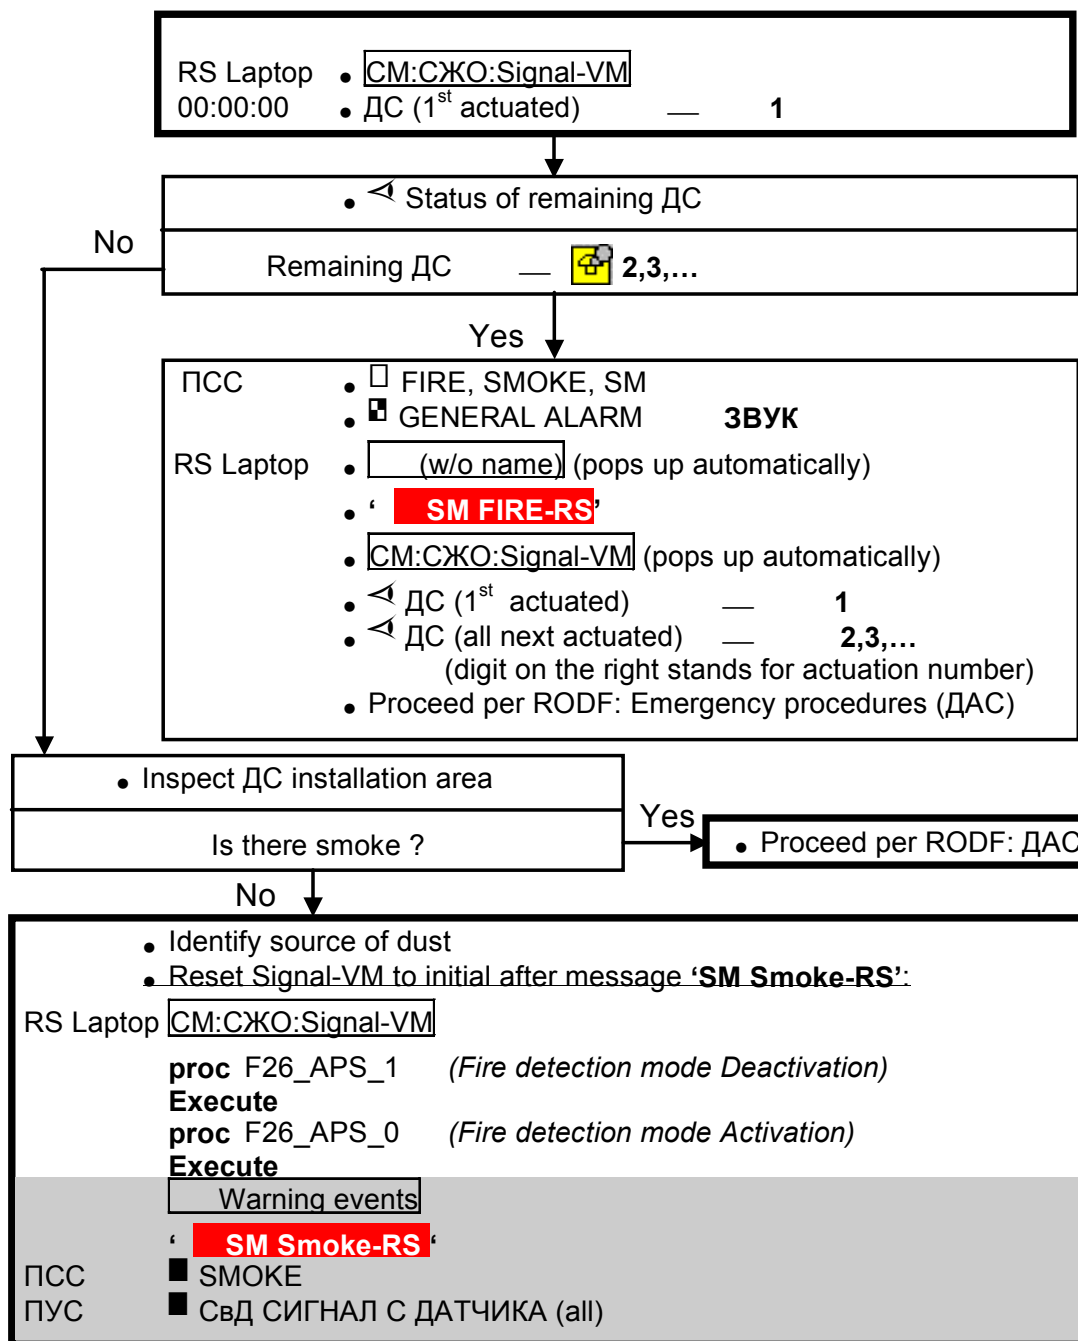 RS Laptop • СМ:СЖО:Signal-VM
00:00:00 • ДС (1st actuated) — 1
• Status of remaining ДС
No
Remaining ДС — 2,3,…
Yes
ПСС • FIRE, SMOKE, SM
• GENERAL ALARM ЗВУК
RS Laptop • (w/o name) (pops up automatically)
• ‘ SM FIRE-RS’
• СМ:СЖО:Signal-VM (pops up automatically)
• ДС (1st actuated) — 1
• ДС (all next actuated) — 2,3,…
(digit on the right stands for actuation number)
• Proceed per RODF: Emergency procedures (ДАС)
• Inspect ДС installation area
Is there smoke ?
Yes
• Proceed per RODF: ДАС
No
• Identify source of dust
• Reset Signal-VM to initial after message ‘SM Smoke-RS’:
RS Laptop СМ:СЖО:Signal-VM
proc F26_APS_1 (Fire detection mode Deactivation)
Execute
proc F26_APS_0 (Fire detection mode Activation)
Execute
Warning events
‘ SM Smoke-RS ‘
ПСС SMOKE
ПУС СвД СИГНАЛ С ДАТЧИКА (all)